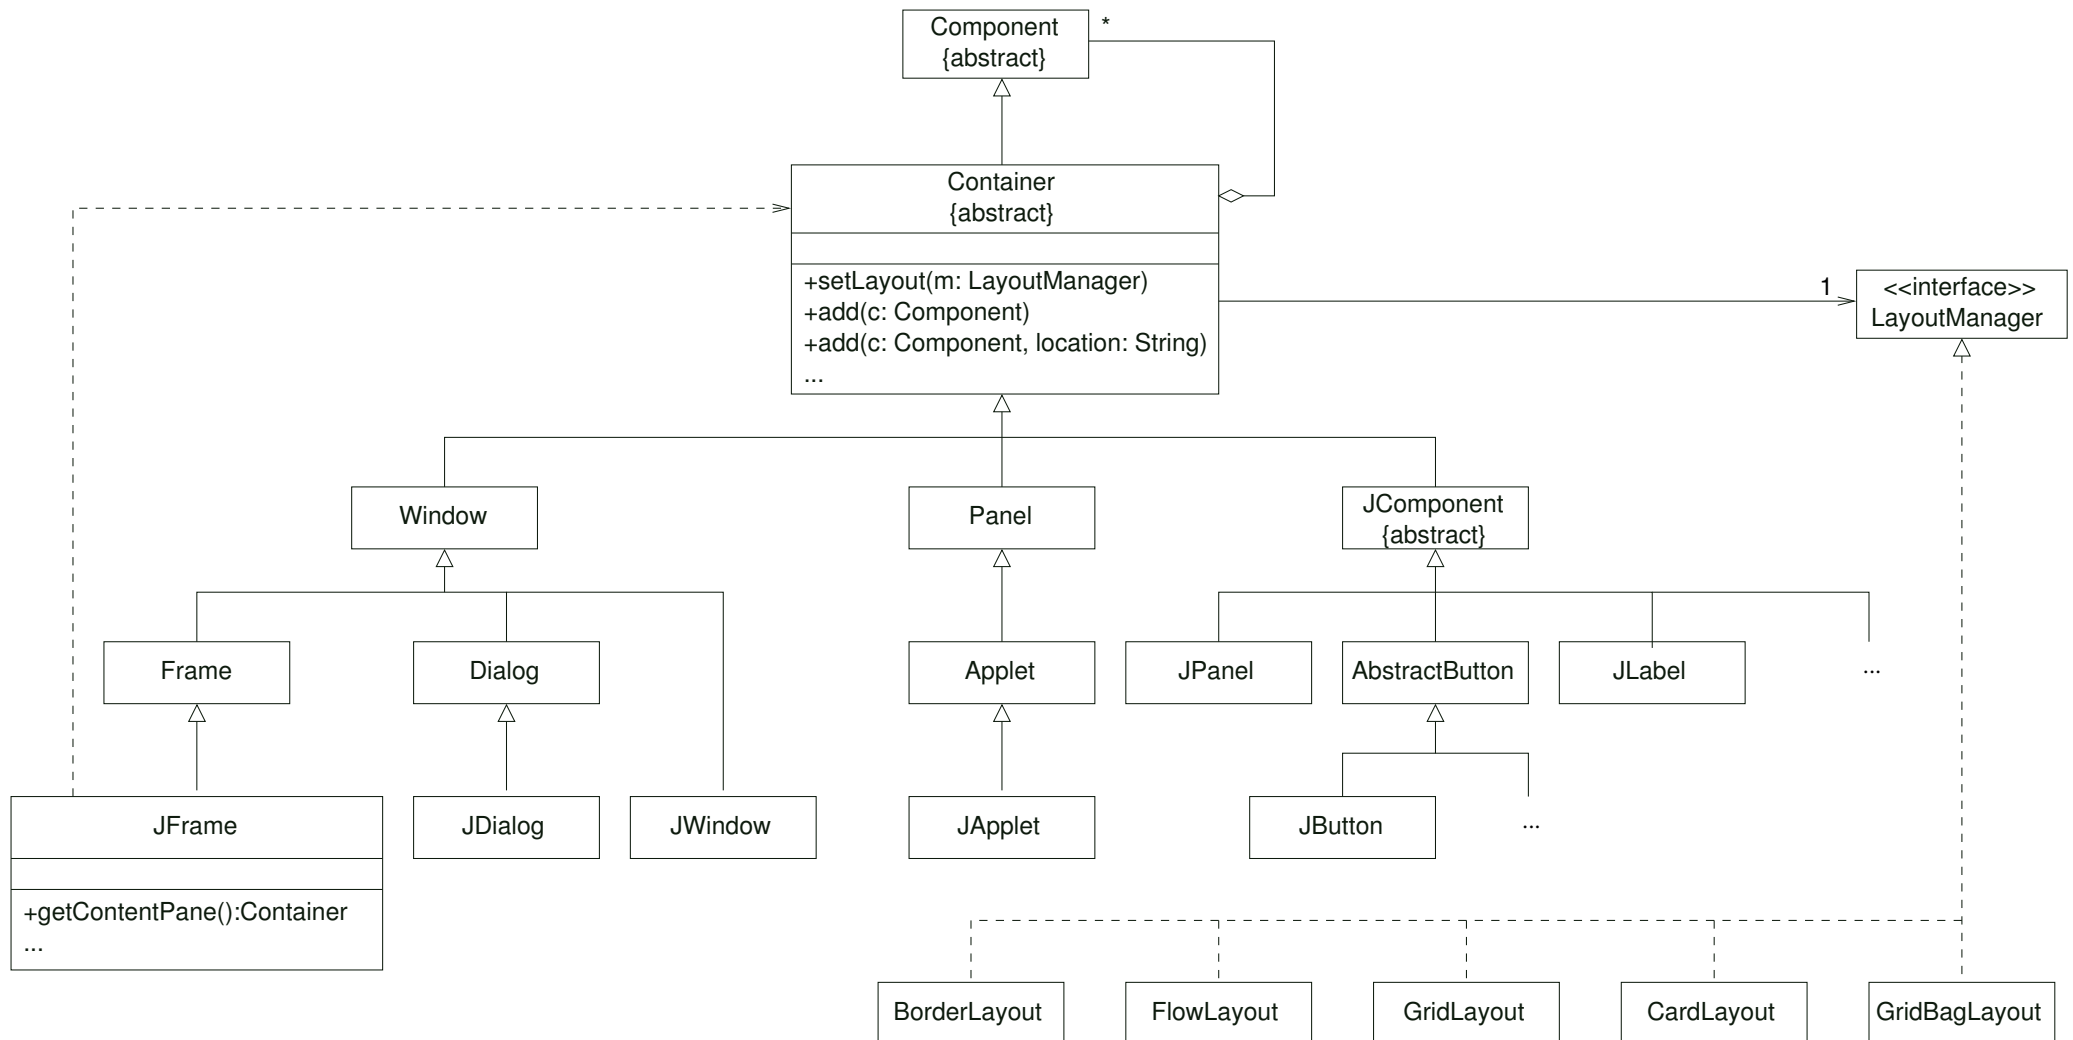 Component
{abstract}
*
Container
{abstract}
+setLayout(m: LayoutManager)
+add(c: Component)
+add(c: Component, location: String)
...
1
<<interface>>
LayoutManager
Window
Panel
JComponent
{abstract}
Frame
Dialog
Applet
JPanel
AbstractButton
JLabel
...
JFrame
+getContentPane():Container
...
JDialog
JWindow
JApplet
JButton
...
BorderLayout
FlowLayout
GridLayout
CardLayout
GridBagLayout